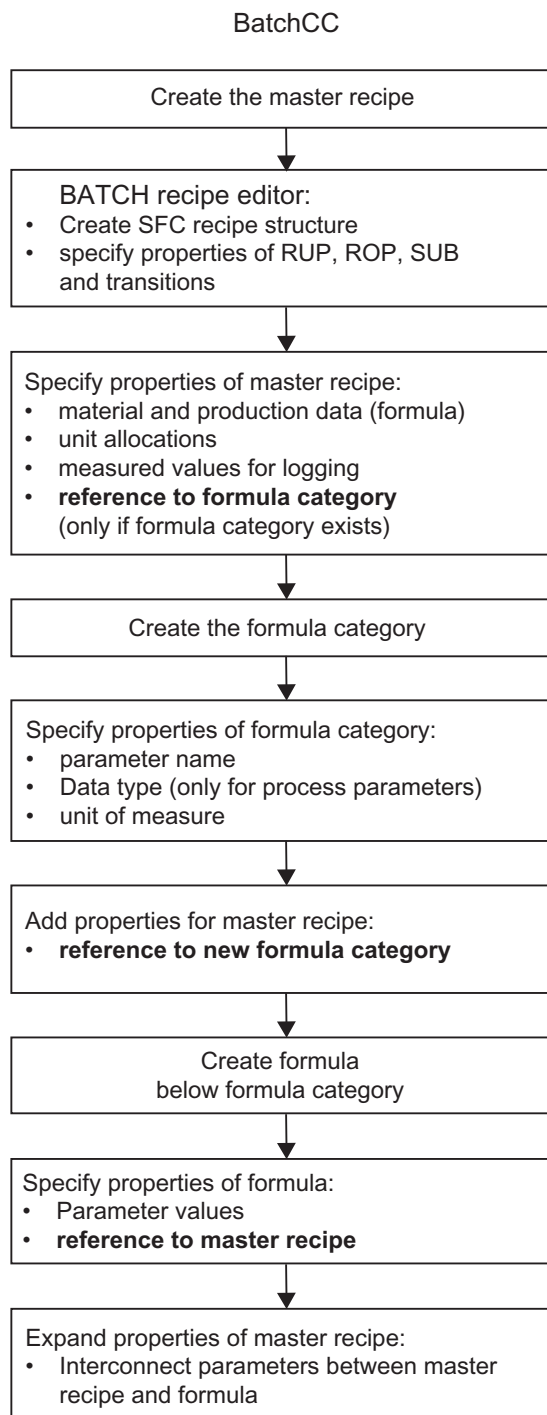 BatchCC
Create the master recipe
BATCH recipe editor:
• Create SFC recipe structure
• specify properties of RUP, ROP, SUB
and transitions
Specify properties of master recipe:
• material and production data (formula)
• unit allocations
• measured values for logging
• reference to formula category
(only if formula category exists)
Create the formula category
Specify properties of formula category:
• parameter name
• Data type (only for process parameters)
• unit of measure
Add properties for master recipe:
• reference to new formula category
Create formula
below formula category
Specify properties of formula:
• Parameter values
• reference to master recipe
Expand properties of master recipe:
• Interconnect parameters between master
recipe and formula